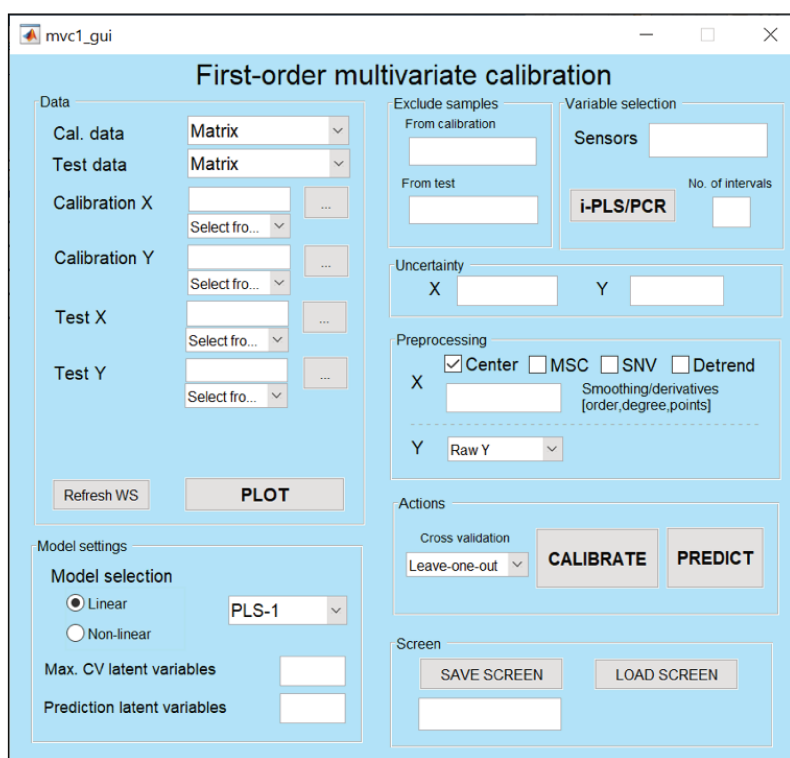 mvc1_gui
First-order multivariate calibration
Data
Cal. data
Matrix
Test data
Matrix
Calibration X
...
Select fro...
Calibration Y
...
Select fro...
Test X
...
Select fro...
Test Y
...
Select fro...
Refresh WS
PLOT
Model settings
Model selection
Linear
PLS-1
Non-linear
Max. CV latent variables
Prediction latent variables
Exclude samples
From calibration
From test
Variable selection
Sensors
No. of intervals
i-PLS/PCR
Uncertainty
X
Y
Preprocessing
Center MSC SNV Detrend
X
Smoothing/derivatives
[order,degree,points]
Y
Raw Y
Actions
Cross validation
Leave-one-out
CALIBRATE
PREDICT
Screen
SAVE SCREEN
LOAD SCREEN